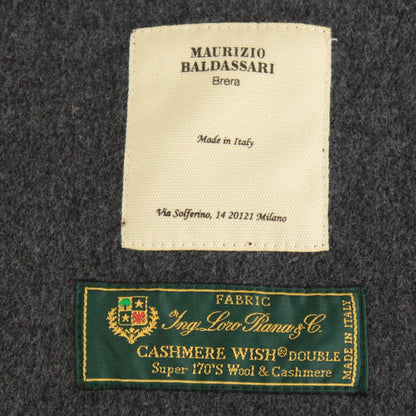 MAURIZIO
BALDASSARI
Brera
Made in Italy
Via Solferino, 14 20121 Milano
FABRIC
Ing. Loro Piana & C.
CASHMERE WISH® DOUBLE
Super 170'S Wool & Cashmere
MADE IN ITALY